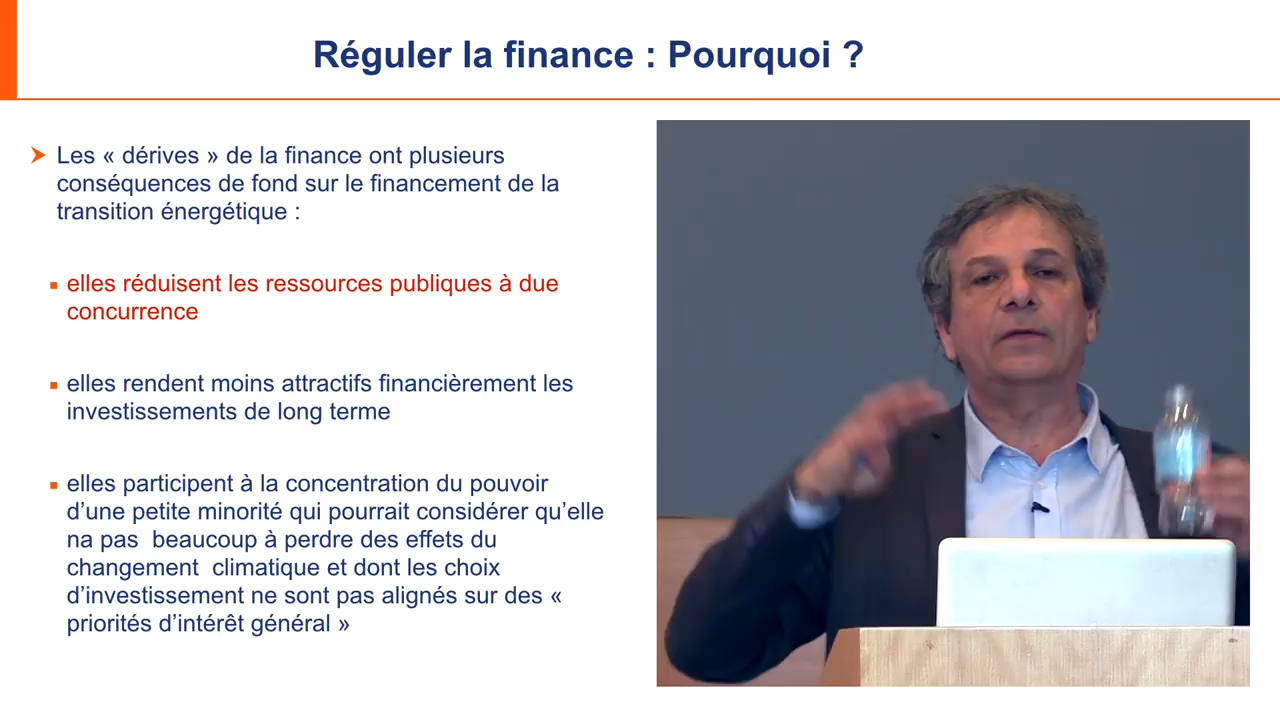 Réguler la finance : Pourquoi ?
Les « dérives » de la finance ont plusieurs
conséquences de fond sur le financement de la
transition énergétique :
elles réduisent les ressources publiques à due
concurrence
elles rendent moins attractifs financièrement les
investissements de long terme
elles participent à la concentration du pouvoir
d’une petite minorité qui pourrait considérer qu’elle
na pas  beaucoup à perdre des effets du
changement  climatique et dont les choix
d’investissement ne sont pas alignés sur des «
priorités d’intérêt général »